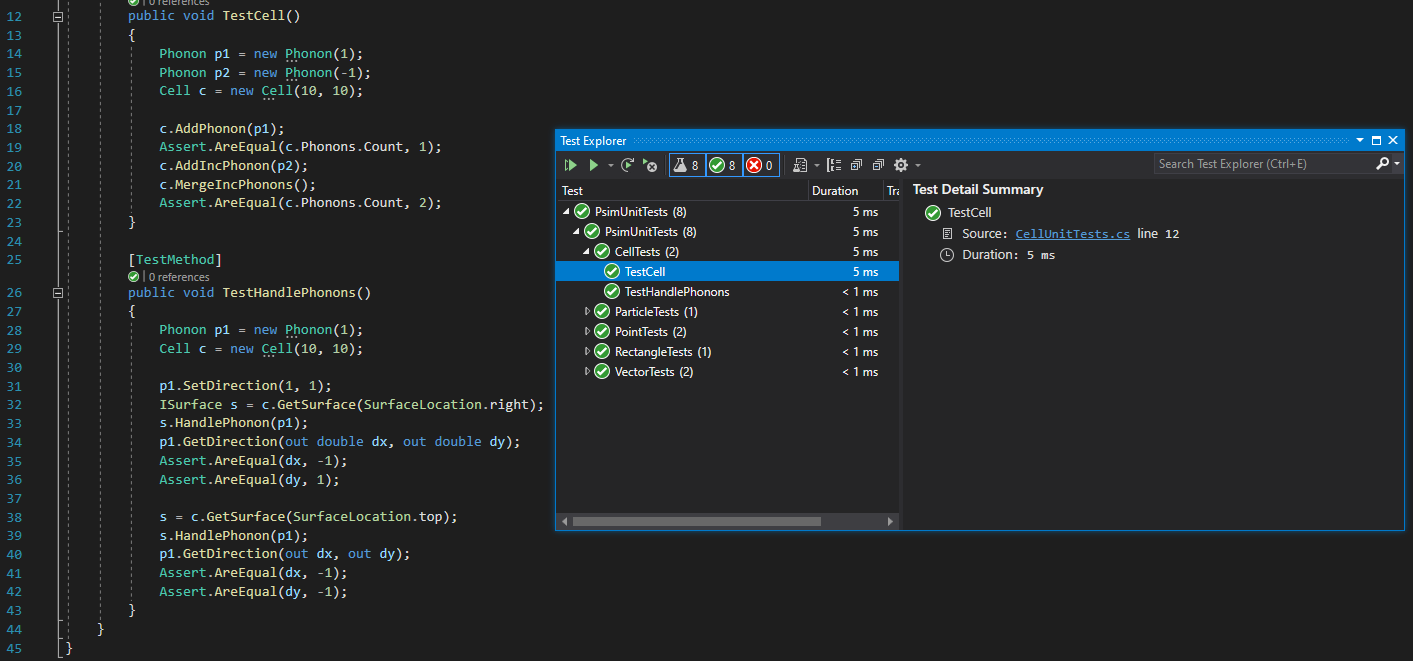 0 references
12 public void TestCell()
13 {
14 Phonon p1 = new Phonon(1);
15 Phonon p2 = new Phonon(-1);
16 Cell c = new Cell(10, 10);
17
18 c.AddPhonon(p1);
19 Assert.AreEqual(c.Phonons.Count, 1);
20 c.AddIncPhonon(p2);
21 c.MergeIncPhonons();
22 Assert.AreEqual(c.Phonons.Count, 2);
23 }
24
25 [TestMethod]
| 0 references
26 public void TestHandlePhonons()
27 {
28 Phonon p1 = new Phonon(1);
29 Cell c = new Cell(10, 10);
30
31 p1.SetDirection(1, 1);
32 ISurface s = c.GetSurface(SurfaceLocation.right);
33 s.HandlePhonon(p1);
34 p1.GetDirection(out double dx, out double dy);
35 Assert.AreEqual(dx, -1);
36 Assert.AreEqual(dy, 1);
37
38 s = c.GetSurface(SurfaceLocation.top);
39 s.HandlePhonon(p1);
40 p1.GetDirection(out dx, out dy);
41 Assert.AreEqual(dx, -1);
42 Assert.AreEqual(dy, -1);
43 }
44 }
45 }
Test Explorer
8 8 0
Search Test Explorer (Ctrl+E)
Test Duration Tra
PsimUnitTests (8) 5 ms
PsimUnitTests (8) 5 ms
CellTests (2) 5 ms
TestCell 5 ms
TestHandlePhonons < 1 ms
ParticleTests (1) < 1 ms
PointTests (2) < 1 ms
RectangleTests (1) < 1 ms
VectorTests (2) < 1 ms
Test Detail Summary
TestCell
Source: CellUnitTests.cs line 12
Duration: 5 ms